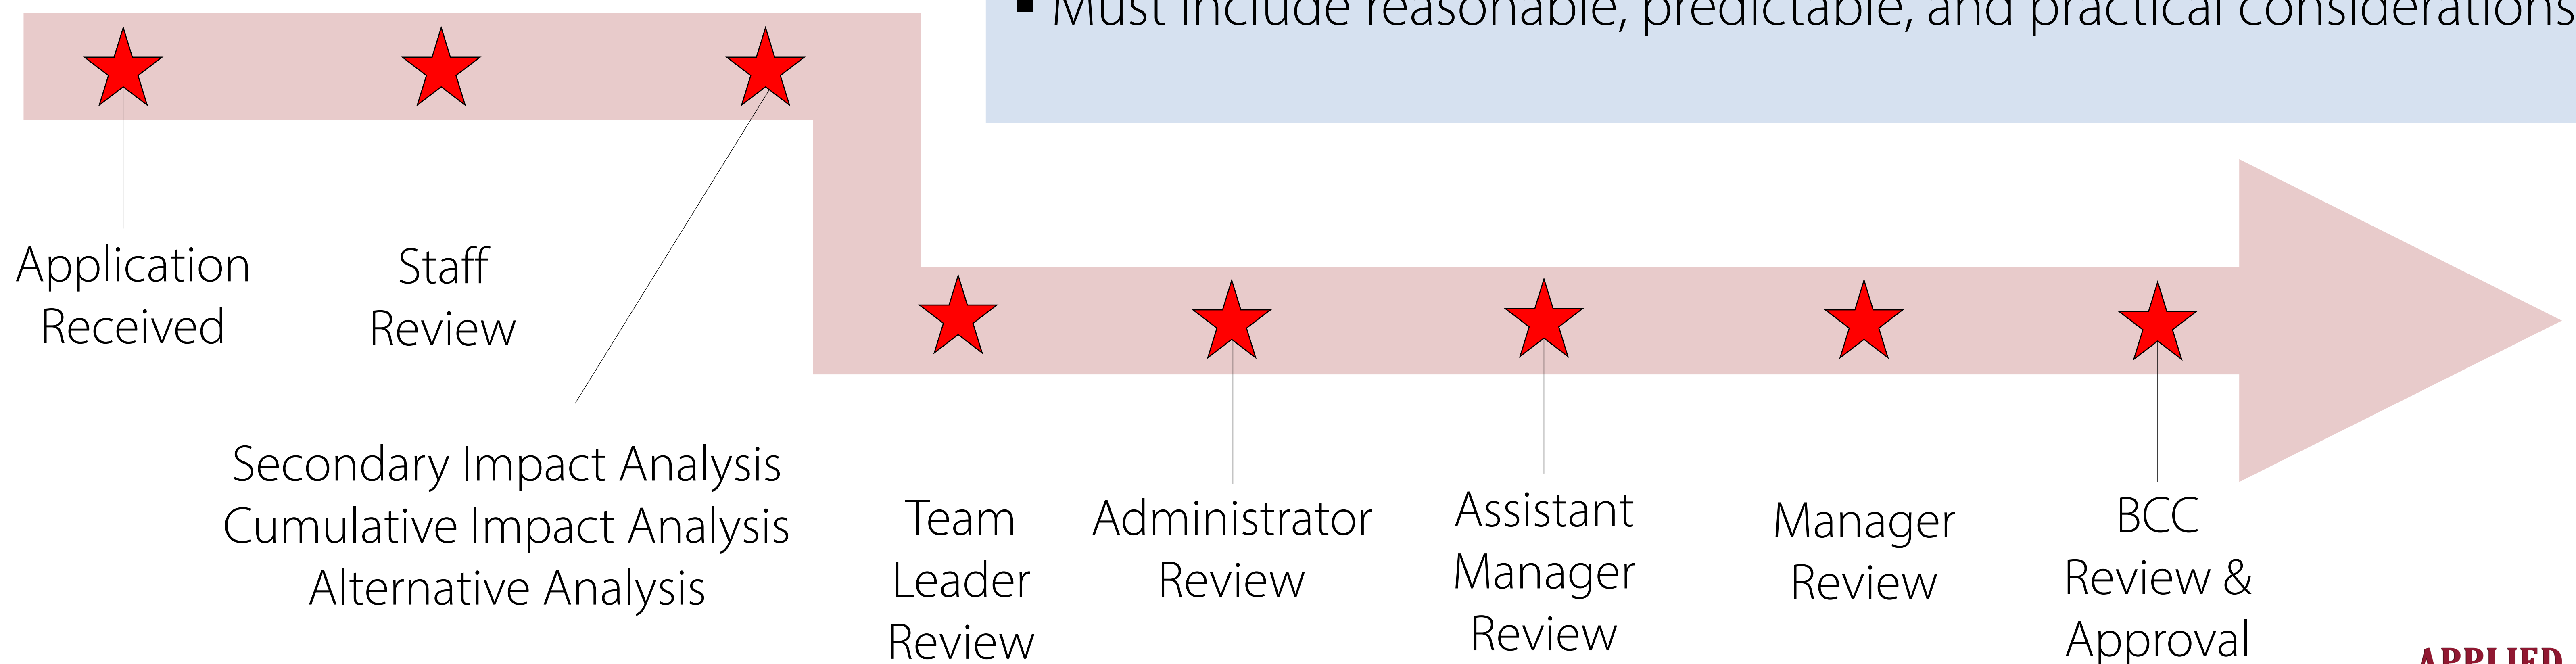 ▪ Must include reasonable, predictable, and practical considerations
Application
Received
Staff
Review
Secondary Impact Analysis
Cumulative Impact Analysis
Alternative Analysis
Team
Leader
Review
Administrator
Review
Assistant
Manager
Review
Manager
Review
BCC
Review &
Approval
APPLIED